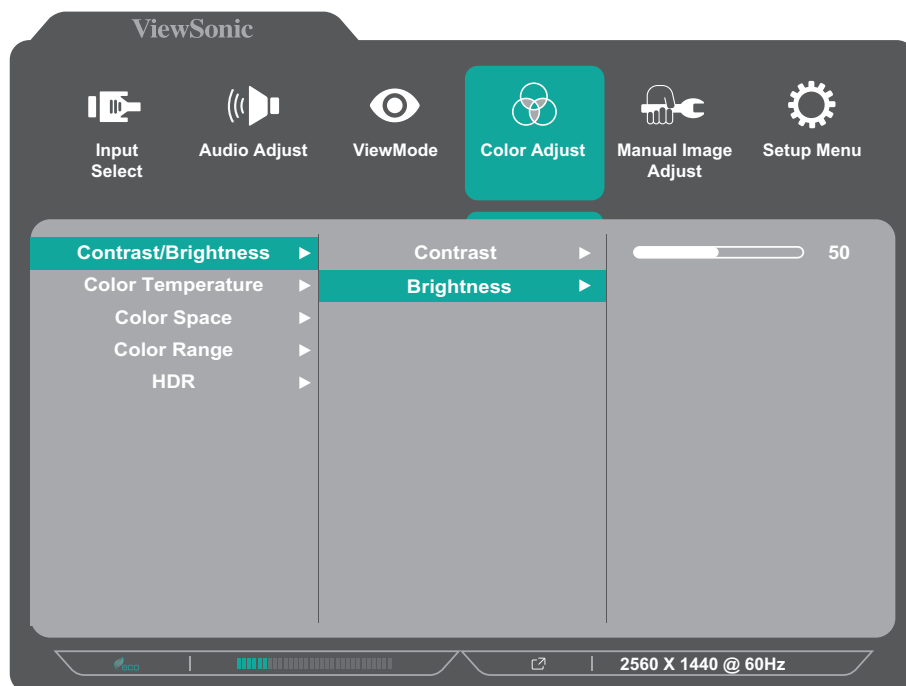 ViewSonic
Input
Select
Audio Adjust
ViewMode
Color Adjust
Manual Image
Adjust
Setup Menu
Contrast/Brightness
Color Temperature
Color Space
Color Range
HDR
Contrast
Brightness
50
eco
2560 X 1440 @ 60Hz